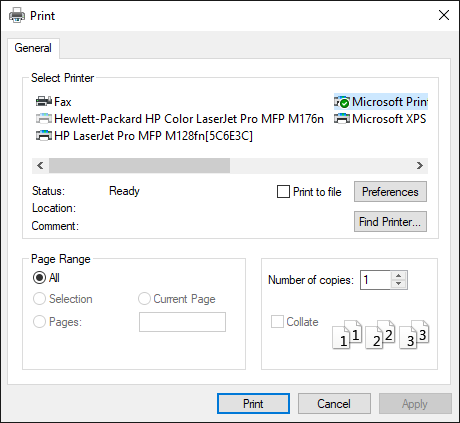 Print
General
Select Printer
Fax
Microsoft Prin
Hewlett-Packard HP Color LaserJet Pro MFP M176n
Microsoft XPS
HP LaserJet Pro MFP M128fn[5C6E3C]
Status: Ready
Print to file
Preferences
Location:
Comment:
Find Printer...
Page Range
All
Selection
Current Page
Pages:
Number of copies: 1
Collate
1 1 2 2 3 3
Print
Cancel
Apply